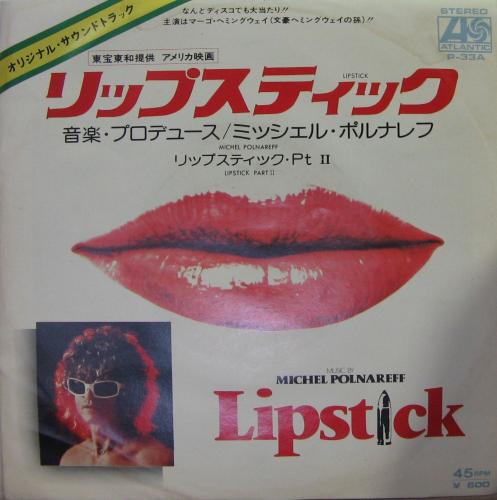 オリジナル・サウンドトラック
なんとディスコでも大当たり!!
主演はマーゴ・ヘミングウェイ(文豪ヘミングウェイの孫)!!
STEREO
ATLANTIC
P-33A
東宝東和提供 アメリカ映画
リップスティック
LIPSTICK
音楽・プロデュース/ミッシェル・ポルナレフ
MICHEL POLNAREFF
リップスティック・Pt II
LIPSTICK PART II
MUSIC BY
MICHEL POLNAREFF
Lipstick
45 RPM
¥ 600